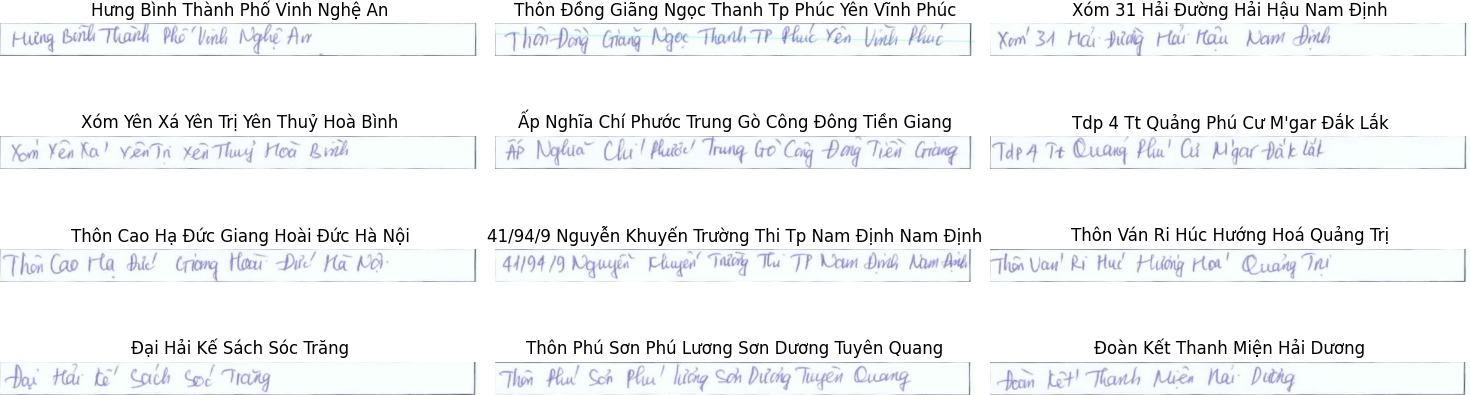 Hưng Bình Thành Phố Vinh Nghệ An
Hưng Bình Thành Phố Vinh Nghệ An
Thôn Đồng Giãng Ngọc Thanh Tp Phúc Yên Vĩnh Phúc
Thôn Đồng Giãng Ngọc Thanh TP Phúc Yên Vĩnh Phúc
Xóm 31 Hải Đường Hải Hậu Nam Định
Xóm 31 Hải Đường Hải Hậu Nam Định
Xóm Yên Xá Yên Trị Yên Thuỷ Hoà Bình
Xóm Yên Xá Yên Trị Yên Thuỷ Hoà Bình
Ấp Nghĩa Chí Phước Trung Gò Công Đông Tiền Giang
Ấp Nghĩa Chí Phước Trung Gò Công Đông Tiền Giang
Tdp 4 Tt Quảng Phú Cư M'gar Đắk Lắk
Tdp 4 Tt Quảng Phú Cư M'gar Đắk Lắk
Thôn Cao Hạ Đức Giang Hoài Đức Hà Nội
Thôn Cao Hạ Đức Giang Hoài Đức Hà Nội.
41/94/9 Nguyễn Khuyến Trường Thi Tp Nam Định Nam Định
41/94/9 Nguyễn Khuyến Trường Thi TP Nam Định Nam Định
Thôn Ván Ri Húc Hướng Hoá Quảng Trị
Thôn Ván Ri Húc Hướng Hoá Quảng Trị
Đại Hải Kế Sách Sóc Trăng
Đại Hải Kế Sách Sóc Trăng
Thôn Phú Sơn Phú Lương Sơn Dương Tuyên Quang
Thôn Phú Sơn Phú Lương Sơn Dương Tuyên Quang
Đoàn Kết Thanh Miện Hải Dương
Đoàn Kết Thanh Miện Hải Dương